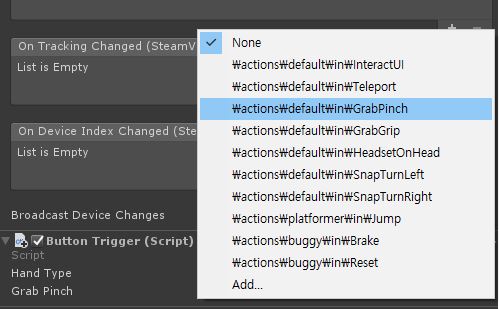 On Tracking Changed (SteamV
List is Empty
On Device Index Changed (Ste
List is Empty
Broadcast Device Changes
Button Trigger (Script)
Script
Hand Type
Grab Pinch
None
₩actions₩default₩in₩InteractUI
₩actions₩default₩in₩Teleport
₩actions₩default₩in₩GrabPinch
₩actions₩default₩in₩GrabGrip
₩actions₩default₩in₩HeadsetOnHead
₩actions₩default₩in₩SnapTurnLeft
₩actions₩default₩in₩SnapTurnRight
₩actions₩platformer₩in₩Jump
₩actions₩buggy₩in₩Brake
₩actions₩buggy₩in₩Reset
Add...